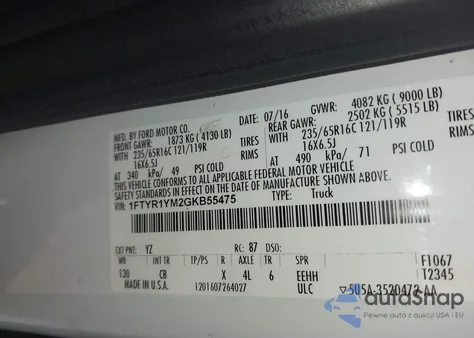 MFD. BY FORD MOTOR CO.
DATE: 07/16 GVWR: 4082 KG ( 9000 LB)
FRONT GAWR: 1873 KG (4130 LB) REAR GAWR: 2502 KG ( 5515 LB)
WITH 235/65R16C 121/119R TIRES WITH 235/65R16C 121/119R TIRES
16X6.5J RIMS 16X6.5J RIMS
AT 340 kPa/ 49 PSI COLD AT 490 kPa/ 71 PSI COLD
THIS VEHICLE CONFORMS TO ALL APPLICABLE FEDERAL MOTOR VEHICLE
SAFETY STANDARDS IN EFFECT ON THE DATE OF MANUFACTURE SHOWN ABOVE.
VIN: 1FTYR1YM2GKB55475 TYPE: Truck
EXT PNT: YZ RC: 87 DSO: F1067
WB INT TR TP/PS R AXLE TR SPR T2345
130 CB X 4L 6 EEHH
1201607264027 ULC 5U5A-3520472-AA
autoShap
Pewne auta z aukcji USA i EU